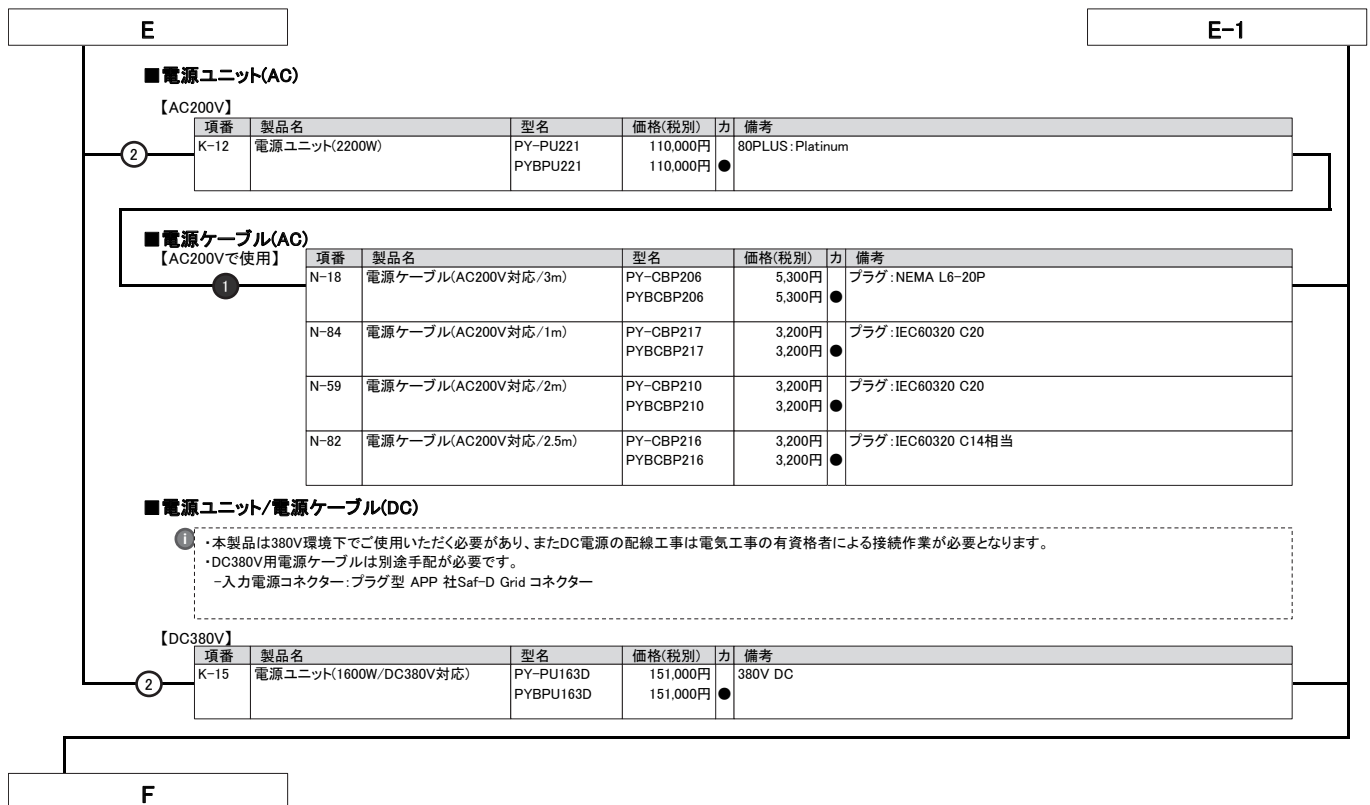 E
E-1
■電源ユニット(AC)
【AC200V】
項番 製品名 型名 価格(税別) カ 備考
② K-12 電源ユニット(2200W) PY-PU221 110,000円 80PLUS:Platinum
PYBPU221 110,000円 ●
■電源ケーブル(AC)
【AC200Vで使用】 項番 製品名 型名 価格(税別) カ 備考
❶ N-18 電源ケーブル(AC200V対応/3m) PY-CBP206 5,300円 プラグ:NEMA L6-20P
PYBCBP206 5,300円 ●
N-84 電源ケーブル(AC200V対応/1m) PY-CBP217 3,200円 プラグ:IEC60320 C20
PYBCBP217 3,200円 ●
N-59 電源ケーブル(AC200V対応/2m) PY-CBP210 3,200円 プラグ:IEC60320 C20
PYBCBP210 3,200円 ●
N-82 電源ケーブル(AC200V対応/2.5m) PY-CBP216 3,200円 プラグ:IEC60320 C14相当
PYBCBP216 3,200円 ●
■電源ユニット/電源ケーブル(DC)
i ・本製品は380V環境下でご使用いただく必要があり、またDC電源の配線工事は電気工事の有資格者による接続作業が必要となります。
・DC380V用電源ケーブルは別途手配が必要です。
-入力電源コネクター:プラグ型 APP 社Saf-D Grid コネクター
【DC380V】
項番 製品名 型名 価格(税別) カ 備考
② K-15 電源ユニット(1600W/DC380V対応) PY-PU163D 151,000円 380V DC
PYBPU163D 151,000円 ●
F